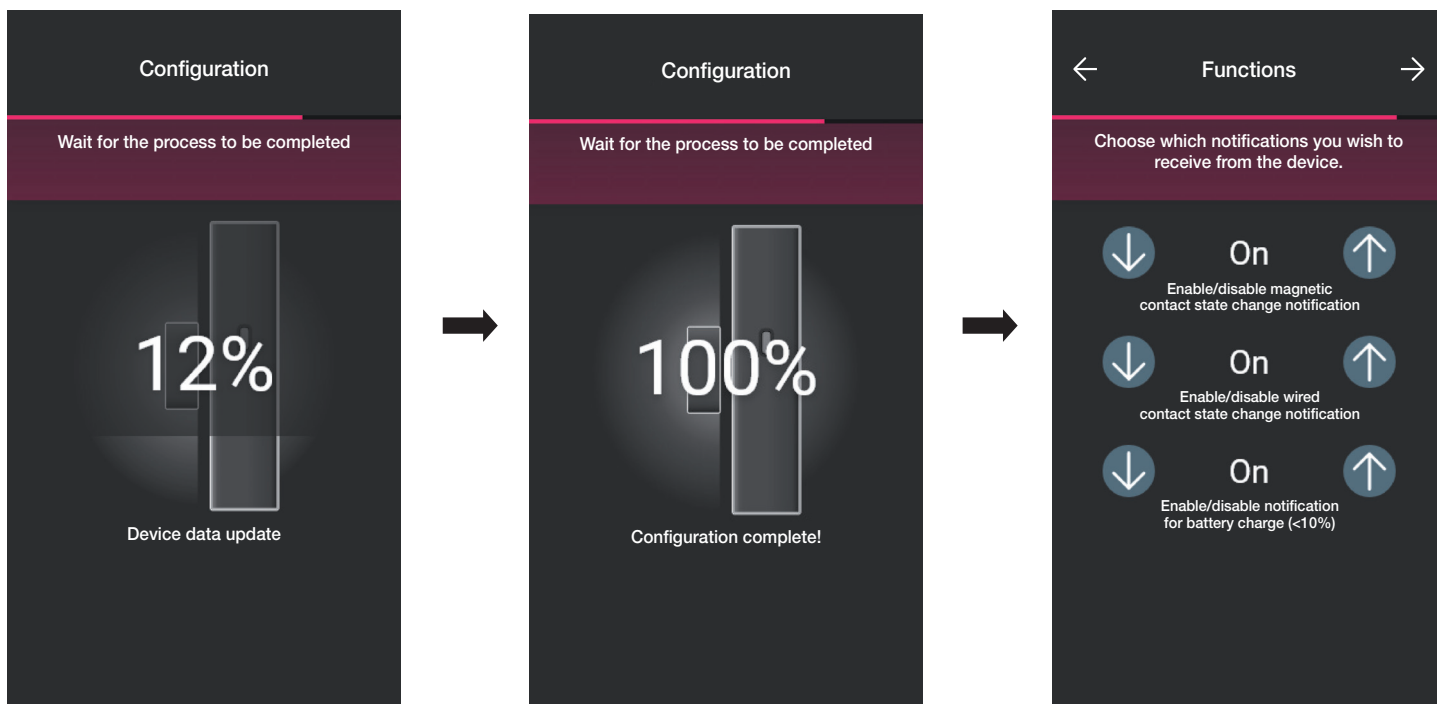 Configuration
Wait for the process to be completed
12%
Device data update
Configuration
Wait for the process to be completed
100%
Configuration complete!
Functions
Choose which notifications you wish to
receive from the device.
On
Enable/disable magnetic
contact state change notification
On
Enable/disable wired
contact state change notification
On
Enable/disable notification
for battery charge (<10%)